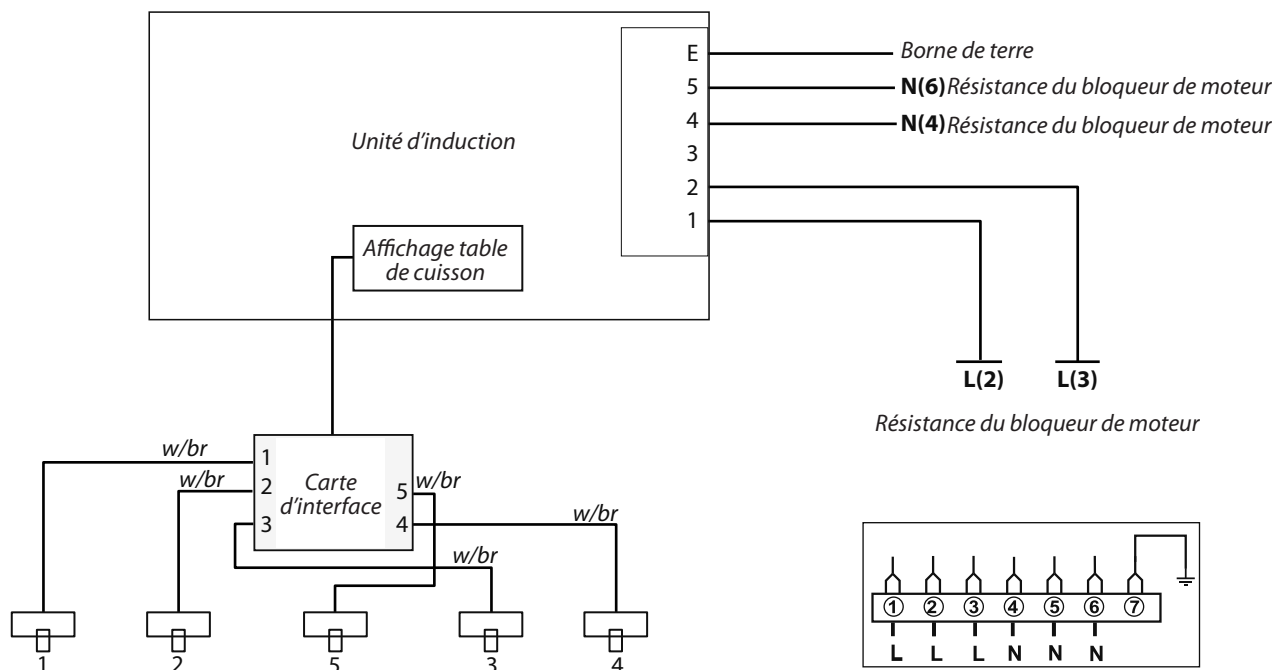 E
Borne de terre
5
N(6) Résistance du bloqueur de moteur
4
N(4) Résistance du bloqueur de moteur
3
2
1
Unité d’induction
Affichage table
de cuisson
L(2) L(3)
Résistance du bloqueur de moteur
w/br
w/br
w/br
w/br
w/br
1
2
3
Carte
d’interface
5
4
1 2 5 3 4
1 2 3 4 5 6 7
L L L N N N